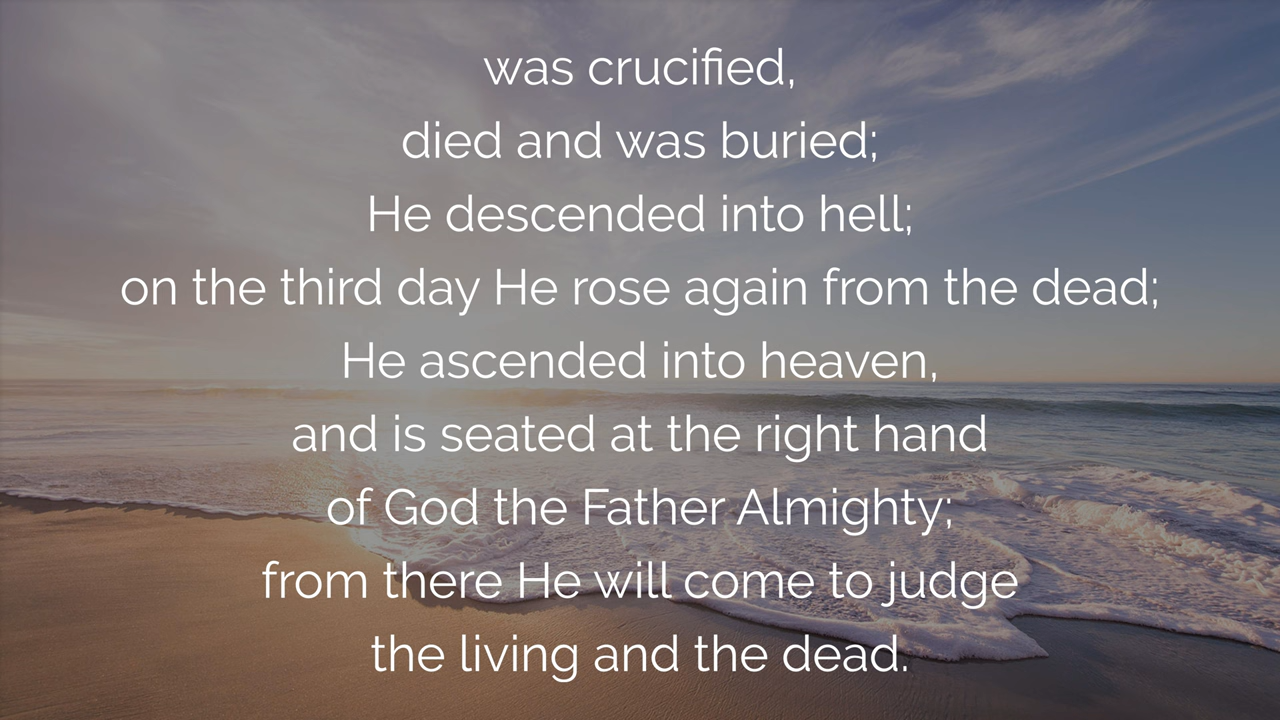 was crucified,
died and was buried;
He descended into hell;
on the third day He rose again from the dead;
He ascended into heaven,
and is seated at the right hand
of God the Father Almighty;
from there He will come to judge
the living and the dead.